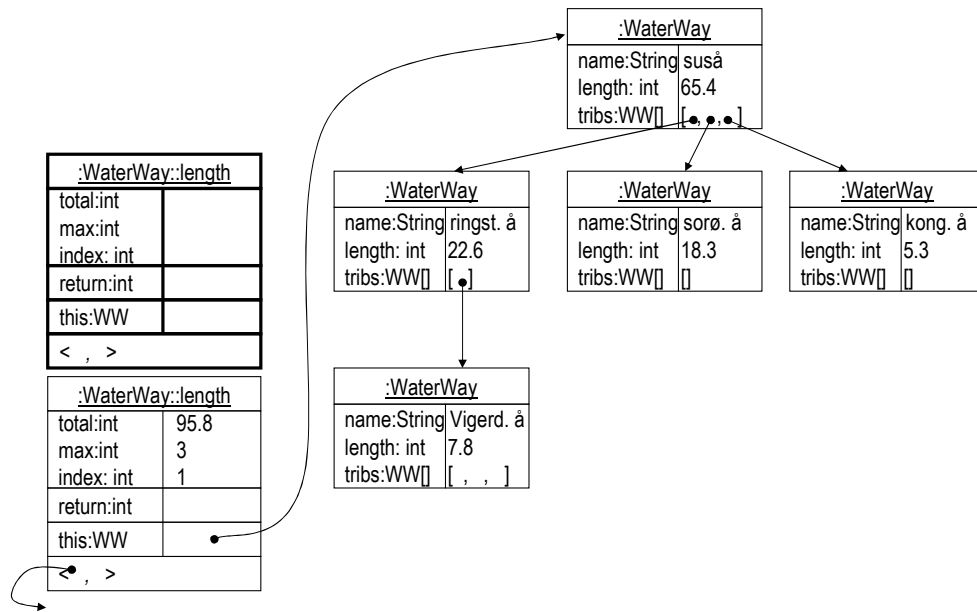 :WaterWay
name:String suså
length: int 65.4
tribs:WW[] [ , , ]
:WaterWay::length
total:int
max:int
index: int
return:int
this:WW
< , >
:WaterWay
name:String ringst. å
length: int 22.6
tribs:WW[] [ ]
:WaterWay
name:String sorø. å
length: int 18.3
tribs:WW[] []
:WaterWay
name:String kong. å
length: int 5.3
tribs:WW[] []
:WaterWay::length
total:int 95.8
max:int 3
index: int 1
return:int
this:WW
< , >
:WaterWay
name:String Vigerd. å
length: int 7.8
tribs:WW[] [ , , ]